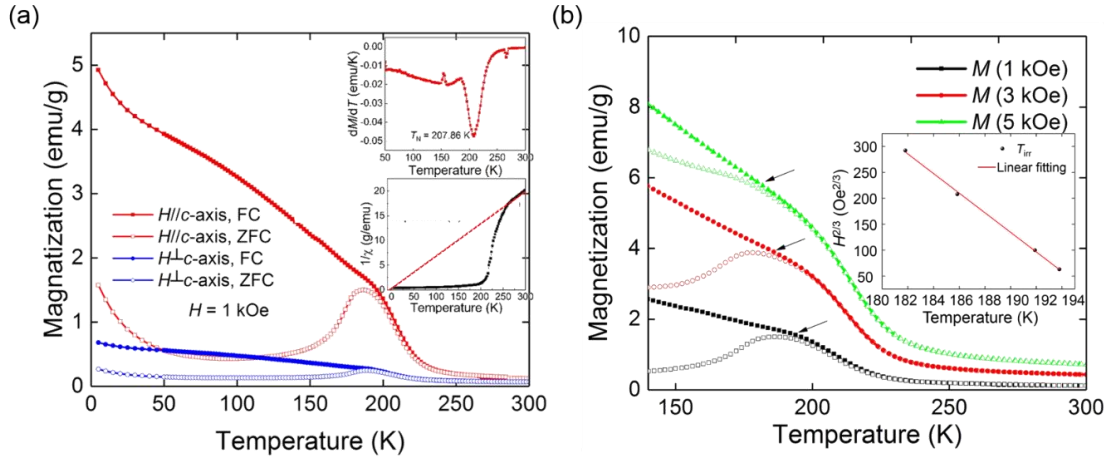 (a)
Magnetization (emu/g)
5
4
3
2
1
0
0 50 100 150 200 250 300
Temperature (K)
H//c-axis, FC
H//c-axis, ZFC
H⊥c-axis, FC
H⊥c-axis, ZFC
H = 1 kOe
dM/dT (emu/K)
0.00
-0.01
-0.02
-0.03
-0.04
-0.05
T_N = 207.86 K
50 100 150 200 250 300
Temperature (K)
1/χ (g/emu)
20
15
10
5
0
0 50 100 150 200 250 300
Temperature (K)
(b)
Magnetization (emu/g)
10
8
6
4
2
0
150 200 250 300
Temperature (K)
M (1 kOe)
M (3 kOe)
M (5 kOe)
H^2/3 (Oe^2/3)
300
250
200
150
100
50
T_irr
Linear fitting
180 182 184 186 188 190 192 194
Temperature (K)